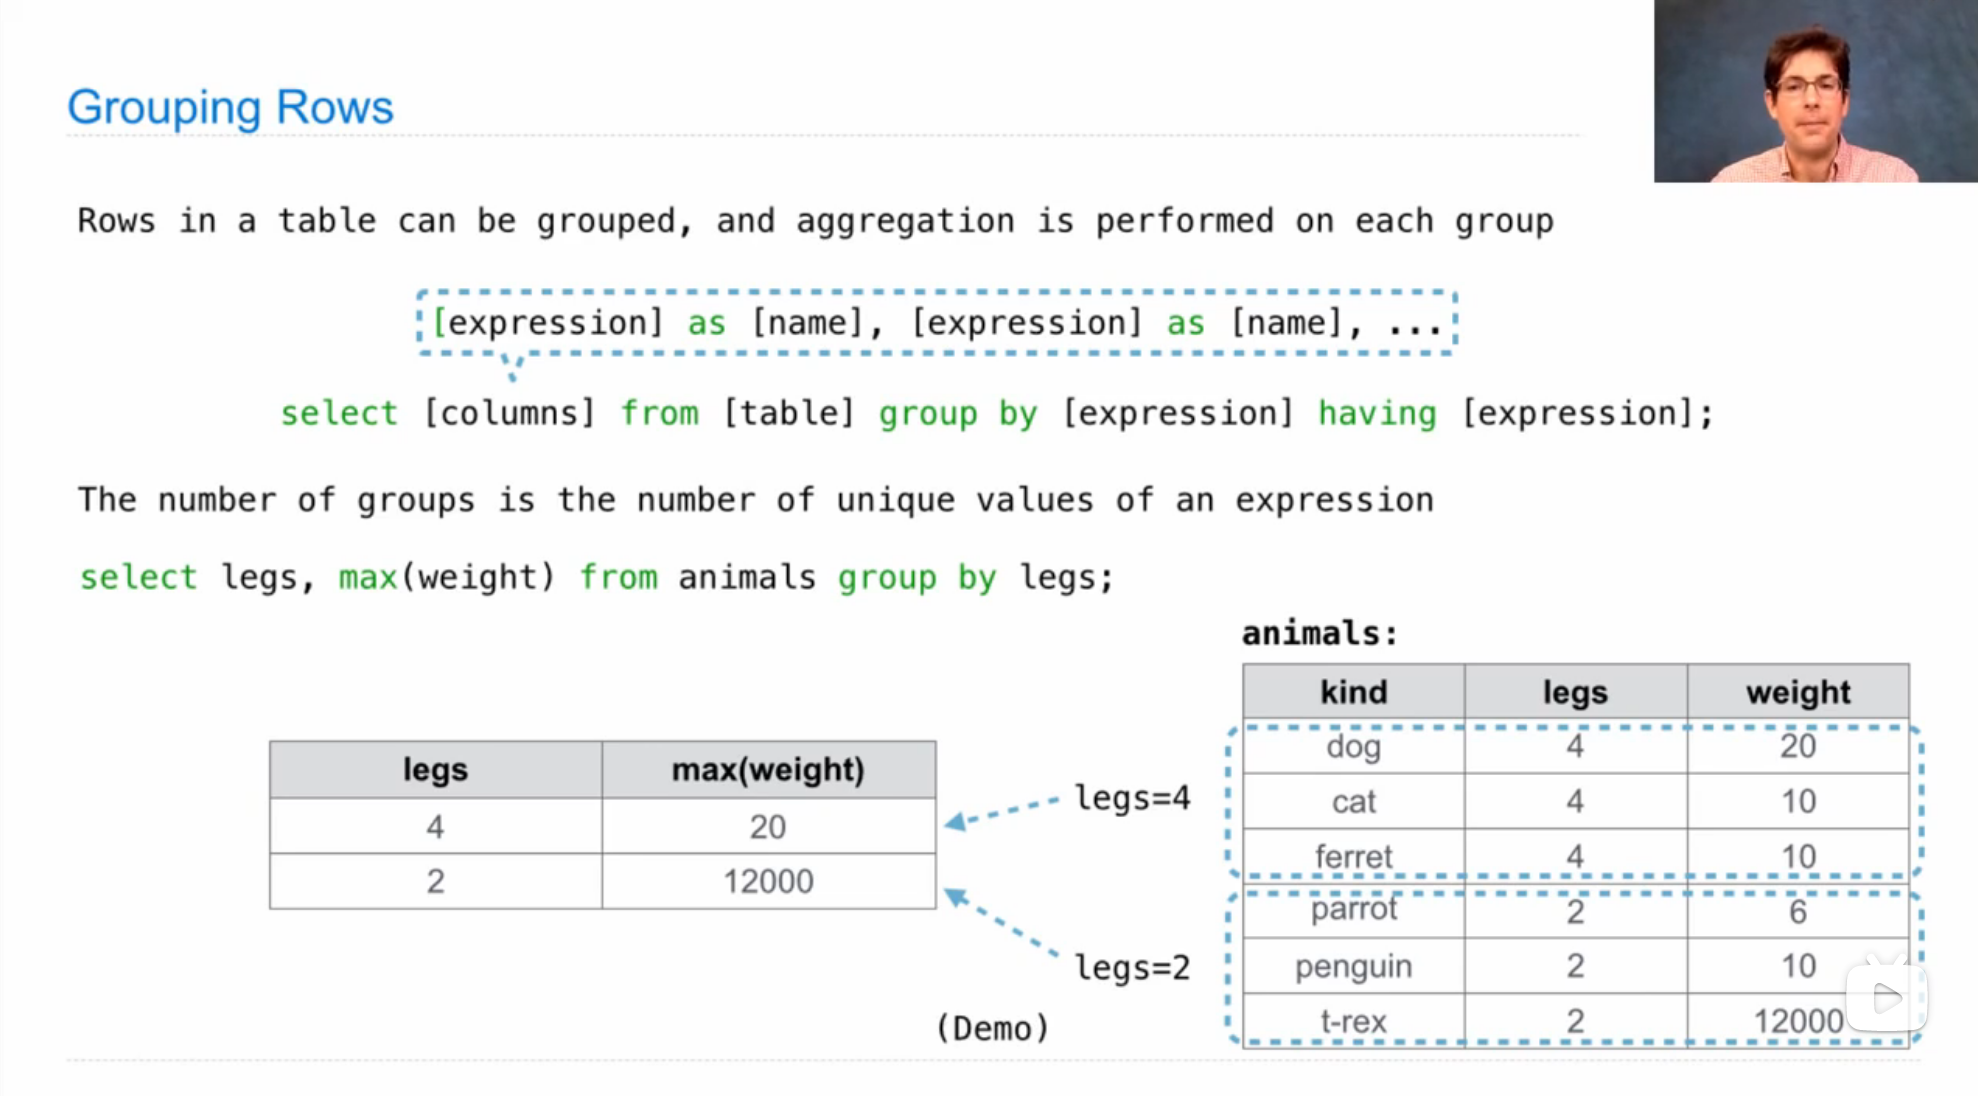 Grouping Rows
Rows in a table can be grouped, and aggregation is performed on each group
[expression] as [name], [expression] as [name], ...
select [columns] from [table] group by [expression] having [expression];
The number of groups is the number of unique values of an expression
select legs, max(weight) from animals group by legs;
animals:
kind legs weight
dog 4 20
cat 4 10
ferret 4 10
parrot 2 6
penguin 2 10
t-rex 2 12000
legs max(weight)
4 20
2 12000
legs=4
legs=2
(Demo)